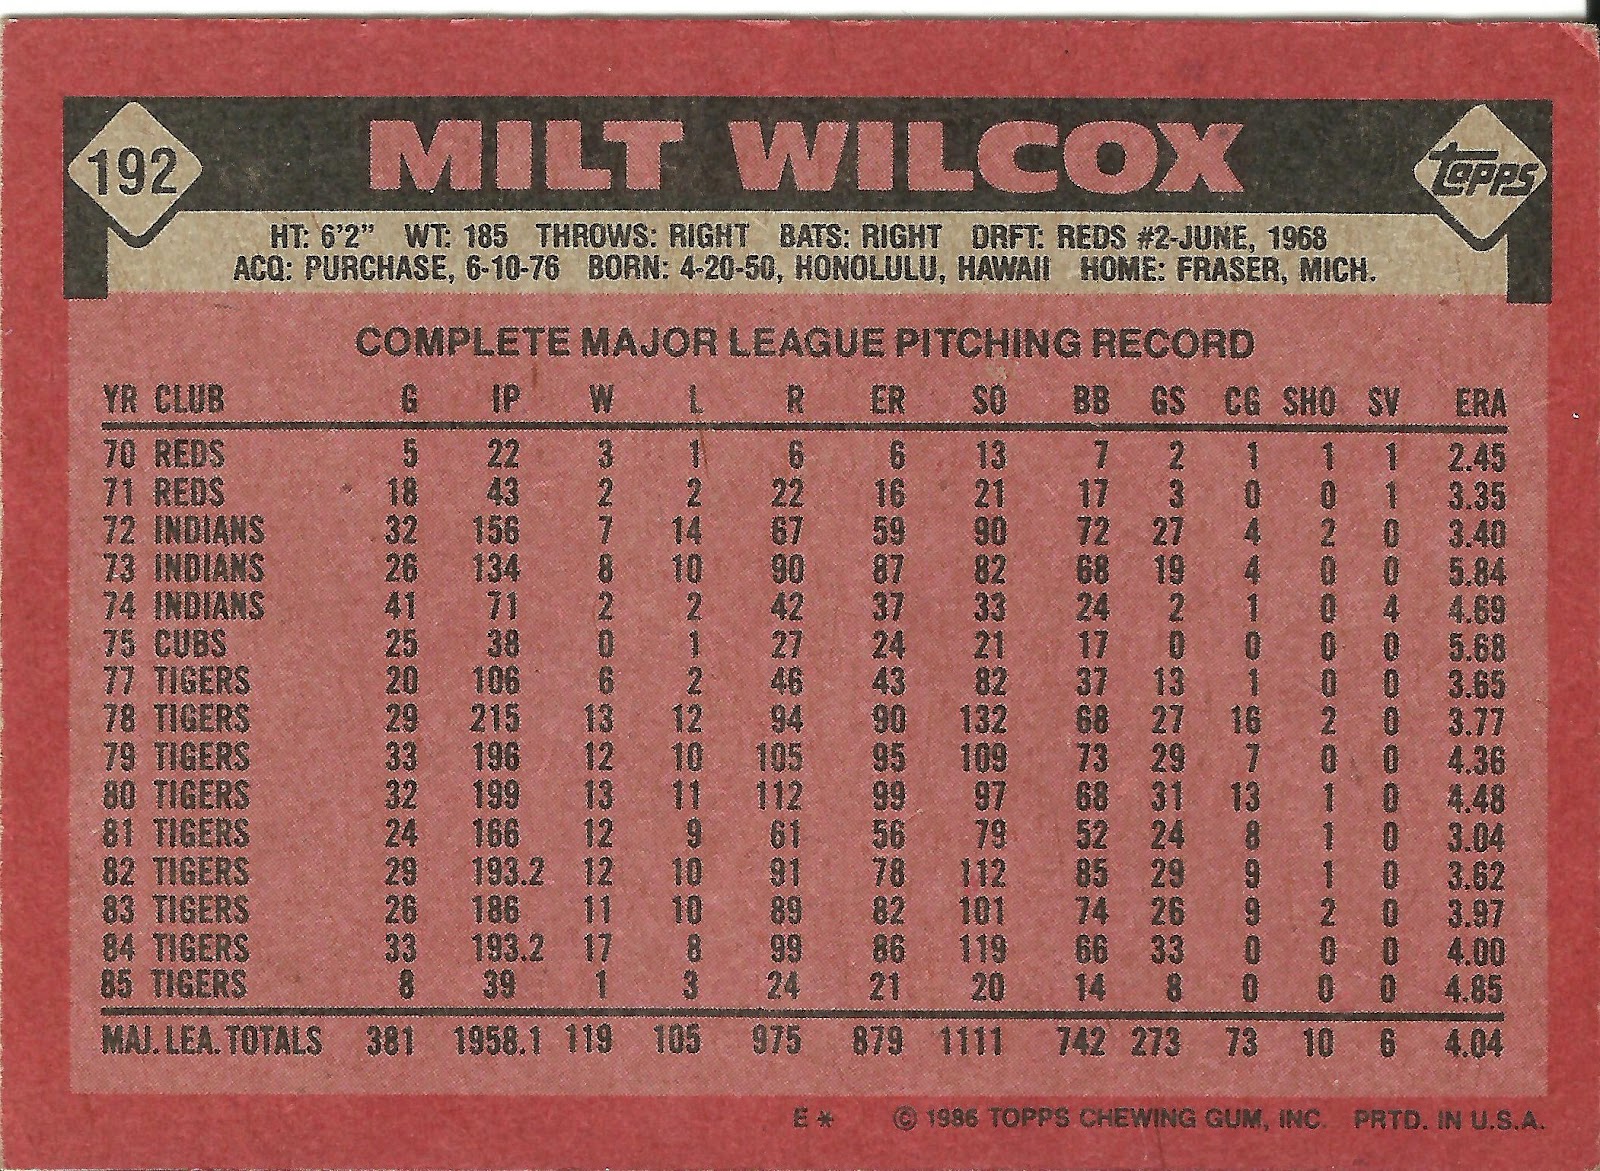 192 MILT WILCOX Topps
HT: 6'2" WT: 185 THROWS: RIGHT BATS: RIGHT DRFT: REDS #2-JUNE, 1968
ACQ: PURCHASE, 6-10-76 BORN: 4-20-50, HONOLULU, HAWAII HOME: FRASER, MICH.
COMPLETE MAJOR LEAGUE PITCHING RECORD
YR CLUB G IP W L R ER SO BB GS CG SHO SV ERA
70 REDS 5 22 3 1 6 6 13 7 2 1 1 1 2.45
71 REDS 18 43 2 2 22 16 21 17 3 0 0 1 3.35
72 INDIANS 32 156 7 14 67 59 90 72 27 4 2 0 3.40
73 INDIANS 26 134 8 10 90 87 82 68 19 4 0 0 5.84
74 INDIANS 41 71 2 2 42 37 33 24 2 1 0 4 4.69
75 CUBS 25 38 0 1 27 24 21 17 0 0 0 0 5.68
77 TIGERS 20 106 6 2 46 43 82 37 13 1 0 0 3.65
78 TIGERS 29 215 13 12 94 90 132 68 27 16 2 0 3.77
79 TIGERS 33 196 12 10 105 95 109 73 29 7 0 0 4.36
80 TIGERS 32 199 13 11 112 99 97 68 31 13 1 0 4.48
81 TIGERS 24 166 12 9 61 56 79 52 24 8 1 0 3.04
82 TIGERS 29 193.2 12 10 91 78 112 85 29 9 1 0 3.62
83 TIGERS 26 186 11 10 89 82 101 74 26 9 2 0 3.97
84 TIGERS 33 193.2 17 8 99 86 119 66 33 0 0 0 4.00
85 TIGERS 8 39 1 3 24 21 20 14 8 0 0 0 4.85
MAJ. LEA. TOTALS 381 1958.1 119 105 975 879 1111 742 273 73 10 6 4.04
E * © 1986 TOPPS CHEWING GUM, INC. PRTD. IN U.S.A.